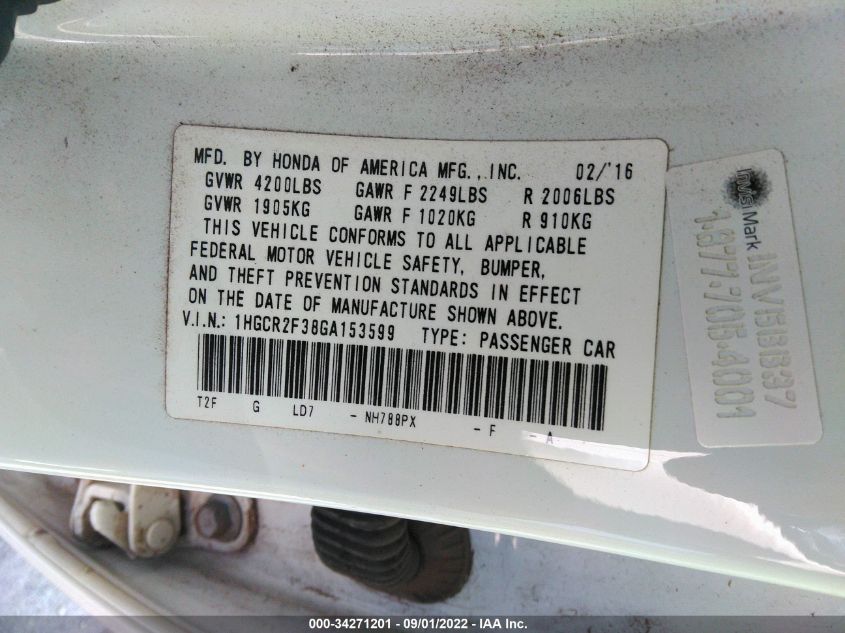 MFD. BY HONDA OF AMERICA MFG., INC. 02/'16
GVWR 4200LBS GAWR F 2249LBS R 2006LBS
GVWR 1905KG GAWR F 1020KG R 910KG
THIS VEHICLE CONFORMS TO ALL APPLICABLE
FEDERAL MOTOR VEHICLE SAFETY, BUMPER,
AND THEFT PREVENTION STANDARDS IN EFFECT
ON THE DATE OF MANUFACTURE SHOWN ABOVE.
V.I.N.: 1HGCR2F38GA153599 TYPE: PASSENGER CAR
T2F G LD7 - NH788PX - F - A
InvisiMark
1-877-706-4001
000-34271201 - 09/01/2022 - IAA Inc.